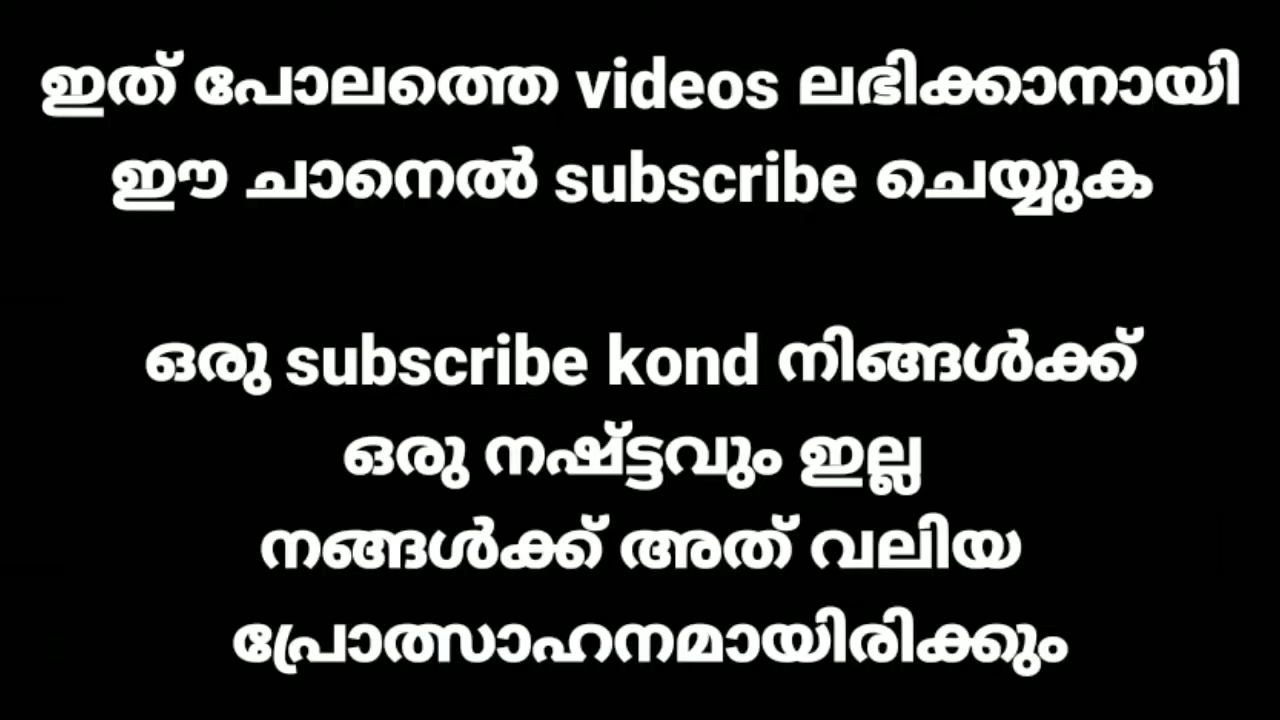 ഇത് പോലത്തെ videos ലഭിക്കാനായി
ഈ ചാനെൽ subscribe ചെയ്യുക
ഒരു subscribe kond നിങ്ങൾക്ക്
ഒരു നഷ്ട്ടവും ഇല്ല
നങ്ങൾക്ക് അത് വലിയ
പ്രോത്സാഹനമായിരിക്കും